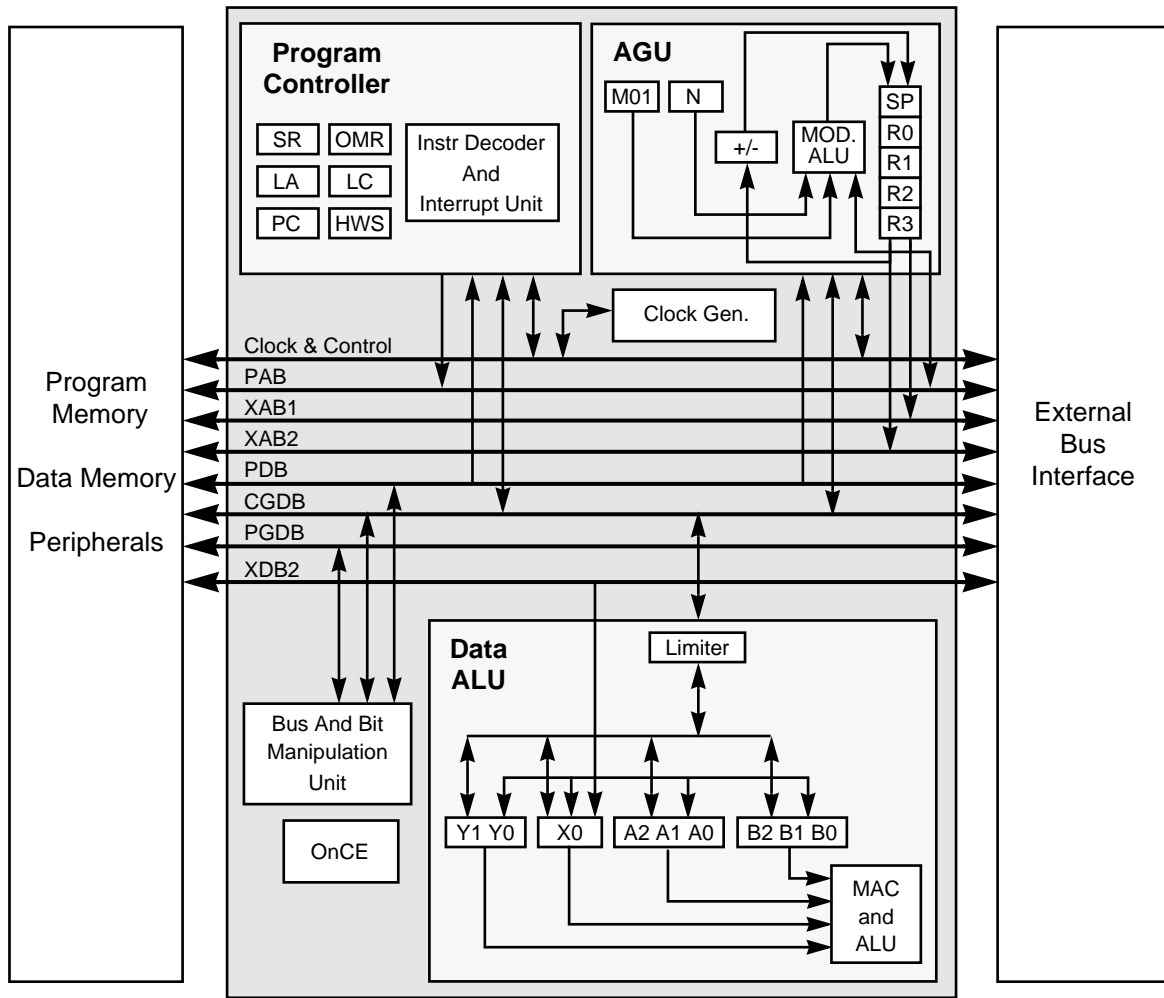 Program
Controller
SR
OMR
LA
LC
PC
HWS
Instr Decoder
And
Interrupt Unit
AGU
M01
N
+/-
MOD.
ALU
SP
R0
R1
R2
R3
Clock Gen.
Clock & Control
PAB
XAB1
XAB2
PDB
CGDB
PGDB
XDB2
Program
Memory
Data Memory
Peripherals
External
Bus
Interface
Bus And Bit
Manipulation
Unit
OnCE
Data
ALU
Limiter
Y1 Y0
X0
A2 A1 A0
B2 B1 B0
MAC
and
ALU